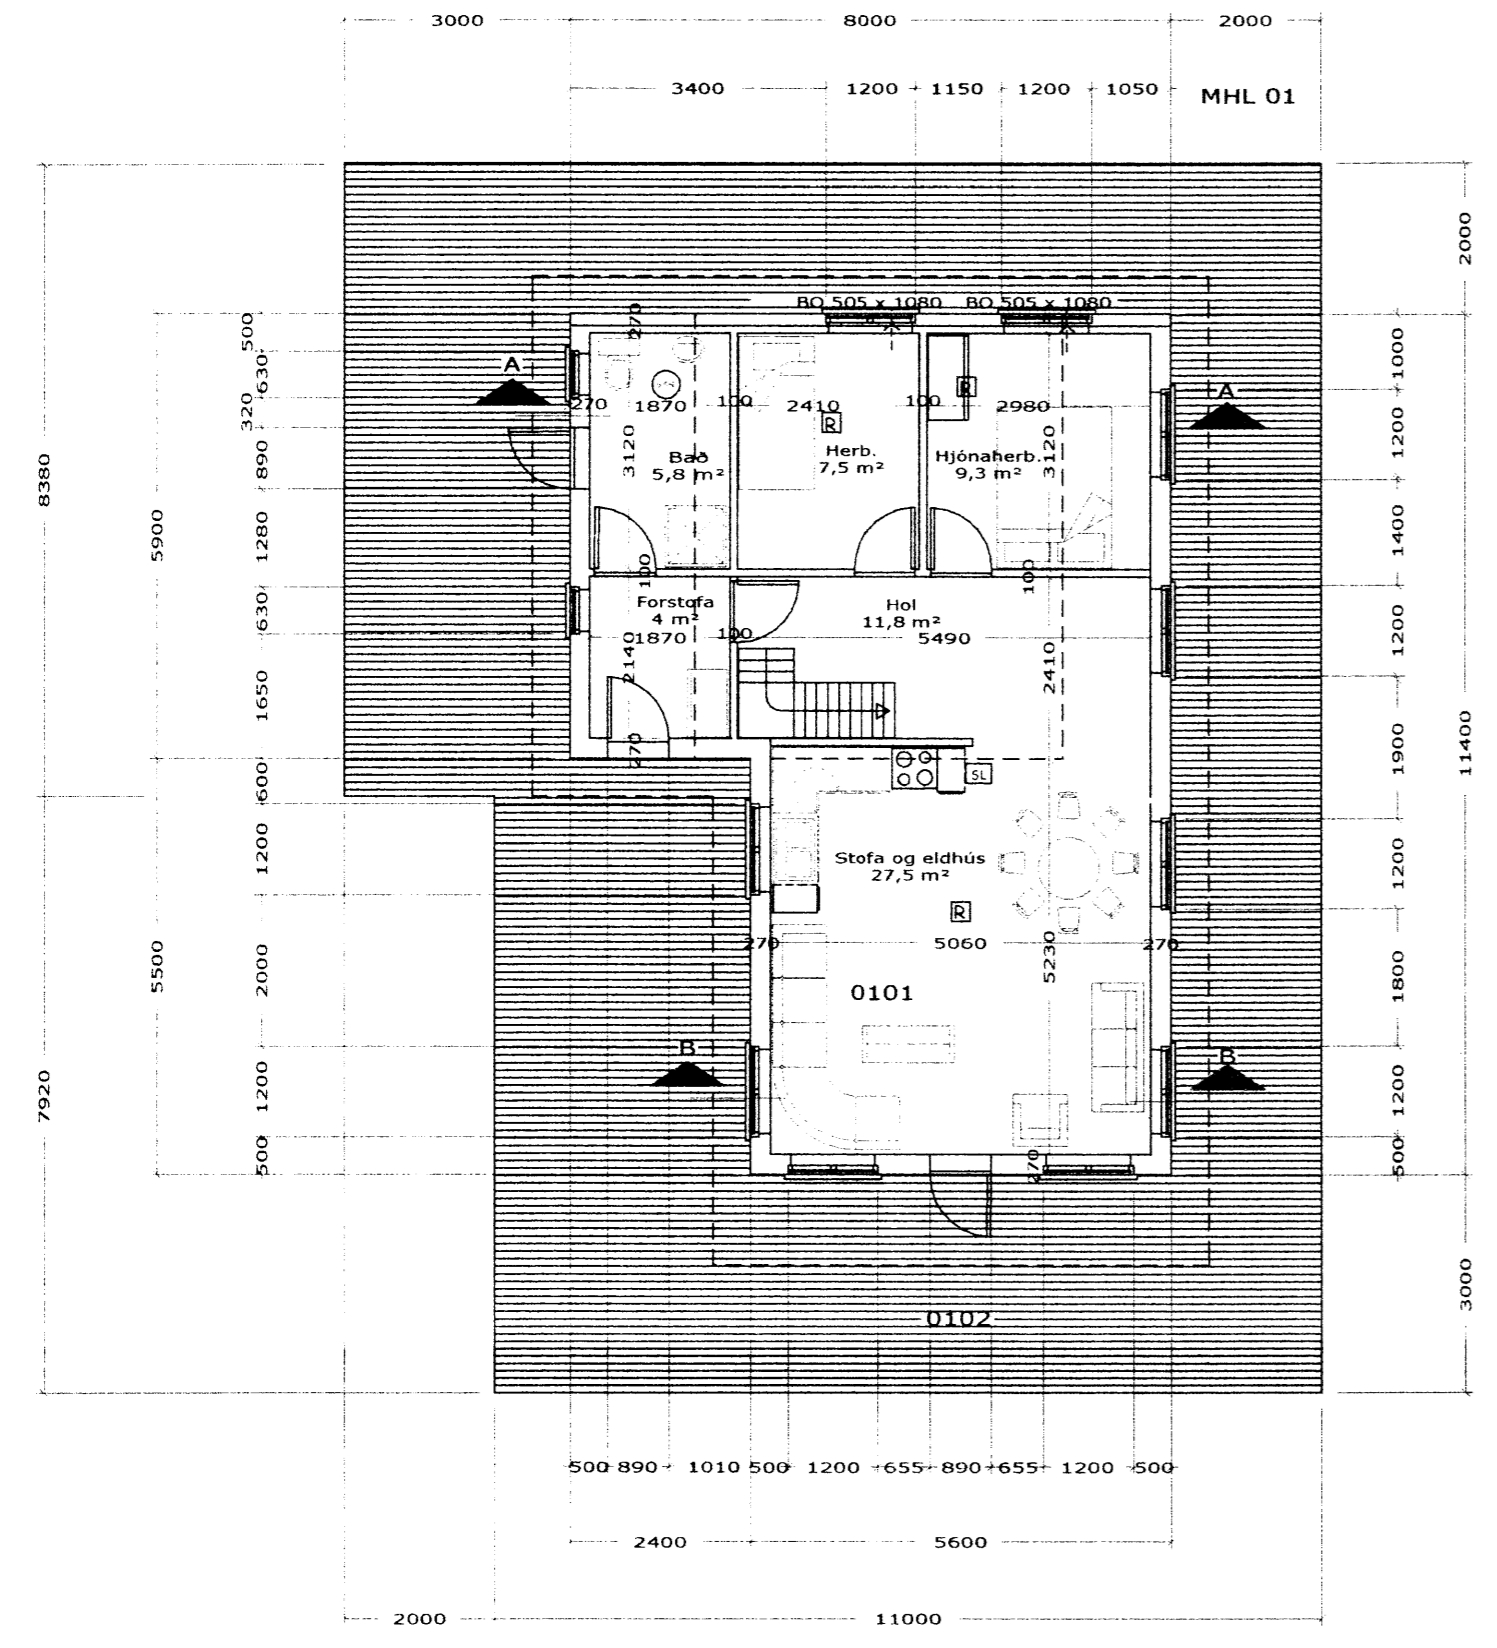 3000 8000 2000
3400 1200 1150 1200 1050 MHL 01
2000
BO 505 x 1080 BO 505 x 1080
270
500
630
320
890
1280
630
1650
600
1200
2000
1200
500
8380
7920
5900
5500
A
A
270 1870 100 2410 100 2980
R
R
3120
Bað
5,8 m²
Herb.
7,5 m²
Hjónaherb.
9,3 m²
3120
100
100
Forstofa
4 m²
Hol
11,8 m²
1870 100 5490
2140
2410
270
SL
Stofa og eldhús
27,5 m²
R
270 5060 270
5230
0101
B
B
270
0102
1000
1200
1400
1200
1900
1200
1800
1200
500
11400
3000
500 890 1010 500 1200 655 890 655 1200 500
2400 5600
2000 11000